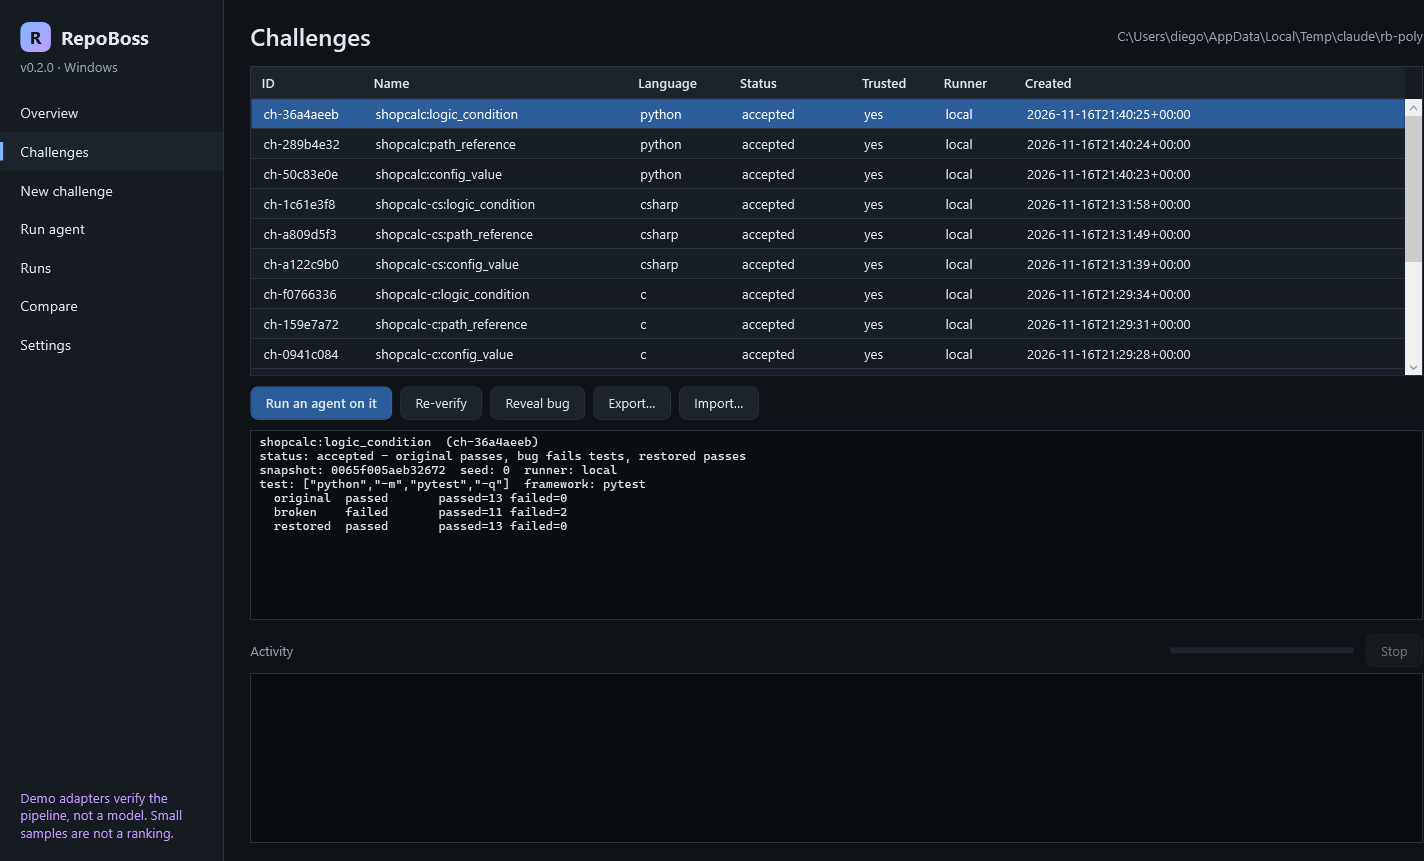 R RepoBoss
v0.2.0 · Windows
Overview
Challenges
New challenge
Run agent
Runs
Compare
Settings
Demo adapters verify the
pipeline, not a model. Small
samples are not a ranking.
Challenges C:\Users\diego\AppData\Local\Temp\claude\rb-poly
ID Name Language Status Trusted Runner Created
ch-36a4aeeb shopcalc:logic_condition python accepted yes local 2026-11-16T21:40:25+00:00
ch-289b4e32 shopcalc:path_reference python accepted yes local 2026-11-16T21:40:24+00:00
ch-50c83e0e shopcalc:config_value python accepted yes local 2026-11-16T21:40:23+00:00
ch-1c61e3f8 shopcalc-cs:logic_condition csharp accepted yes local 2026-11-16T21:31:58+00:00
ch-a809d5f3 shopcalc-cs:path_reference csharp accepted yes local 2026-11-16T21:31:49+00:00
ch-a122c9b0 shopcalc-cs:config_value csharp accepted yes local 2026-11-16T21:31:39+00:00
ch-f0766336 shopcalc-c:logic_condition c accepted yes local 2026-11-16T21:29:34+00:00
ch-159e7a72 shopcalc-c:path_reference c accepted yes local 2026-11-16T21:29:31+00:00
ch-0941c084 shopcalc-c:config_value c accepted yes local 2026-11-16T21:29:28+00:00
Run an agent on it Re-verify Reveal bug Export... Import...
shopcalc:logic_condition (ch-36a4aeeb)
status: accepted - original passes, bug fails tests, restored passes
snapshot: 0065f005aeb32672 seed: 0 runner: local
test: ["python","-m","pytest","-q"] framework: pytest
original passed passed=13 failed=0
broken failed passed=11 failed=2
restored passed passed=13 failed=0
Activity Stop